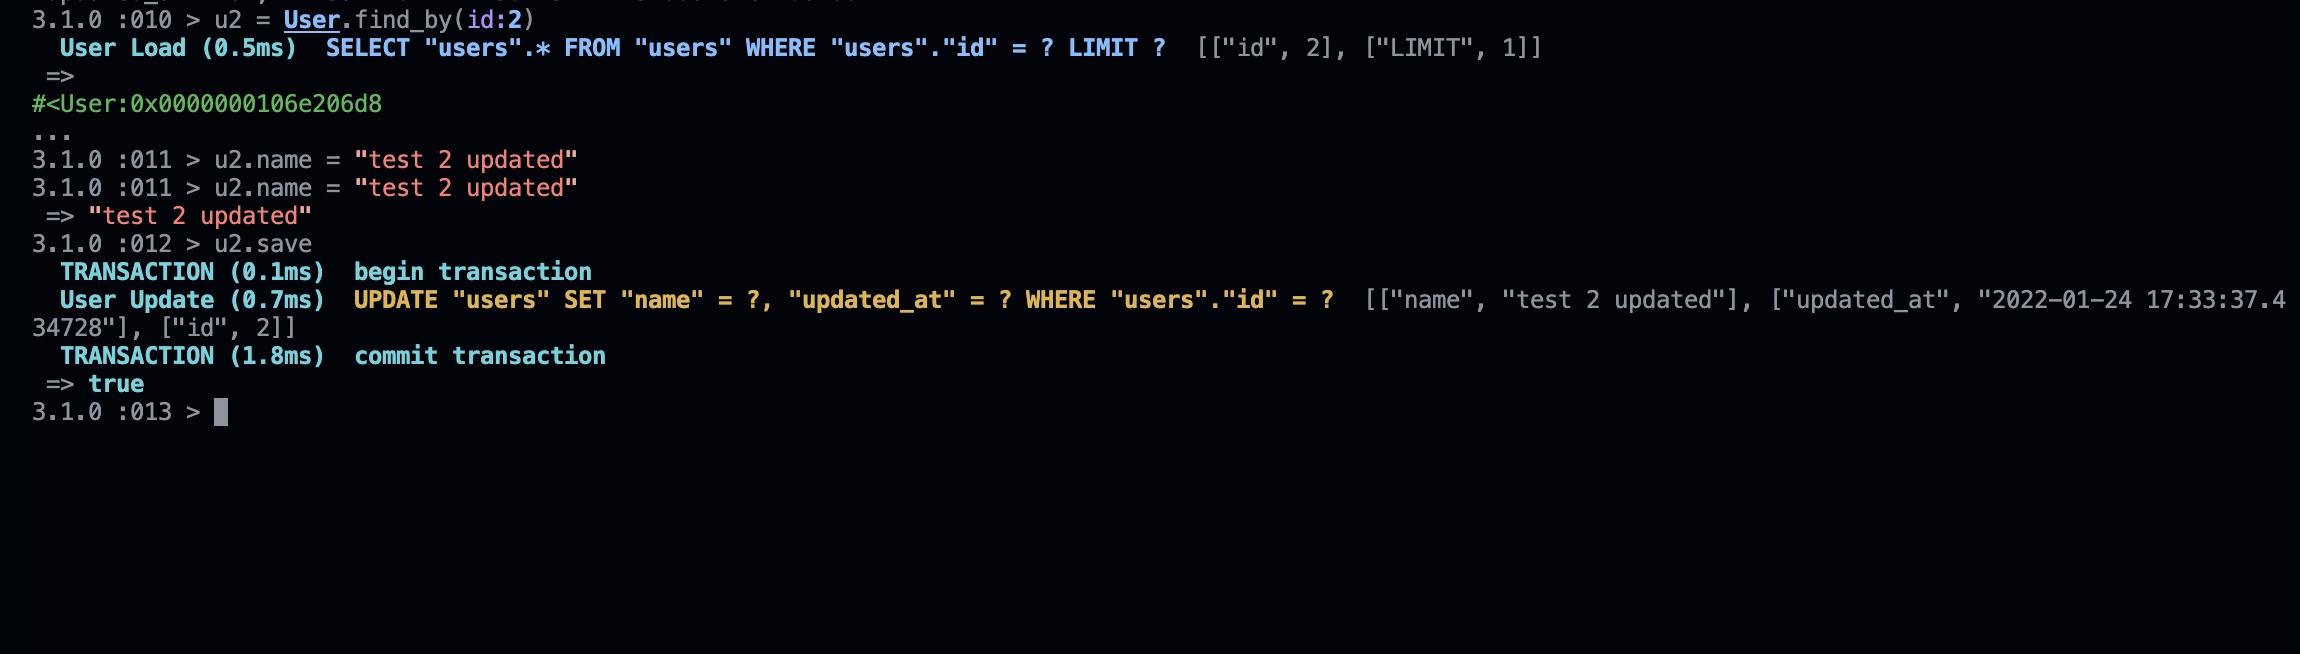 3.1.0 :010 > u2 = User.find_by(id:2)
  User Load (0.5ms)  SELECT "users".* FROM "users" WHERE "users"."id" = ? LIMIT ?  [["id", 2], ["LIMIT", 1]]
 =>
#<User:0x0000000106e206d8
...
3.1.0 :011 > u2.name = "test 2 updated"
3.1.0 :011 > u2.name = "test 2 updated"
 => "test 2 updated"
3.1.0 :012 > u2.save
  TRANSACTION (0.1ms)  begin transaction
  User Update (0.7ms)  UPDATE "users" SET "name" = ?, "updated_at" = ? WHERE "users"."id" = ?  [["name", "test 2 updated"], ["updated_at", "2022-01-24 17:33:37.4
34728"], ["id", 2]]
  TRANSACTION (1.8ms)  commit transaction
 => true
3.1.0 :013 >